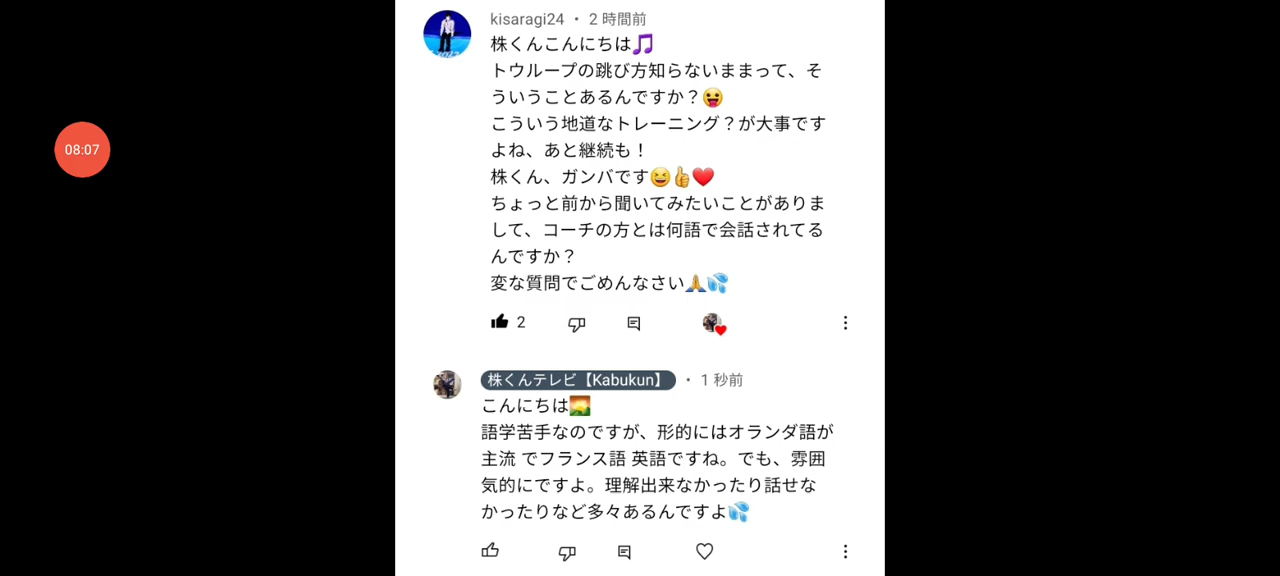 kisaragi24 ・ 2 時間前
株くんこんにちは🎵
トウループの跳び方知らないままって、そ
ういうことあるんですか？😝
こういう地道なトレーニング？が大事です
よね、あと継続も！
株くん、ガンバです😆👍❤️
ちょっと前から聞いてみたいことがありま
して、コーチの方とは何語で会話されてる
んですか？
変な質問でごめんなさい🙏💦
2
08:07
株くんテレビ【Kabukun】 ・ 1 秒前
こんにちは🌄
語学苦手なのですが、形的にはオランダ語が
主流 でフランス語 英語ですね。でも、雰囲
気的にですよ。理解出来なかったり話せな
かったりなど多々あるんですよ💦